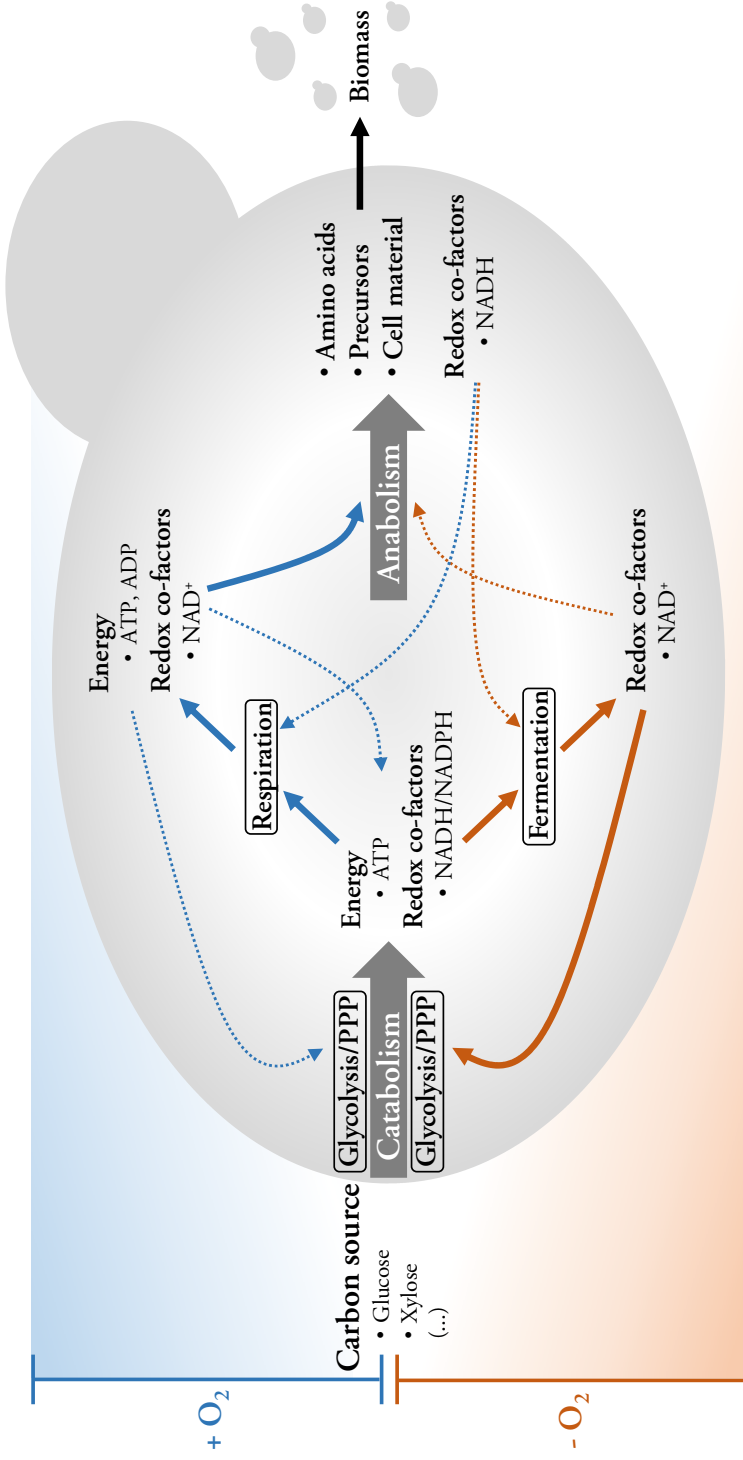 + O₂
- O₂
Carbon source
• Glucose
• Xylose
(...)
Glycolysis/PPP
Catabolism
Glycolysis/PPP
Energy
• ATP
Redox co-factors
• NADH/NADPH
Respiration
Fermentation
Energy
• ATP, ADP
Redox co-factors
• NAD⁺
Redox co-factors
• NAD⁺
Anabolism
• Amino acids
• Precursors
• Cell material
Redox co-factors
• NADH
Biomass